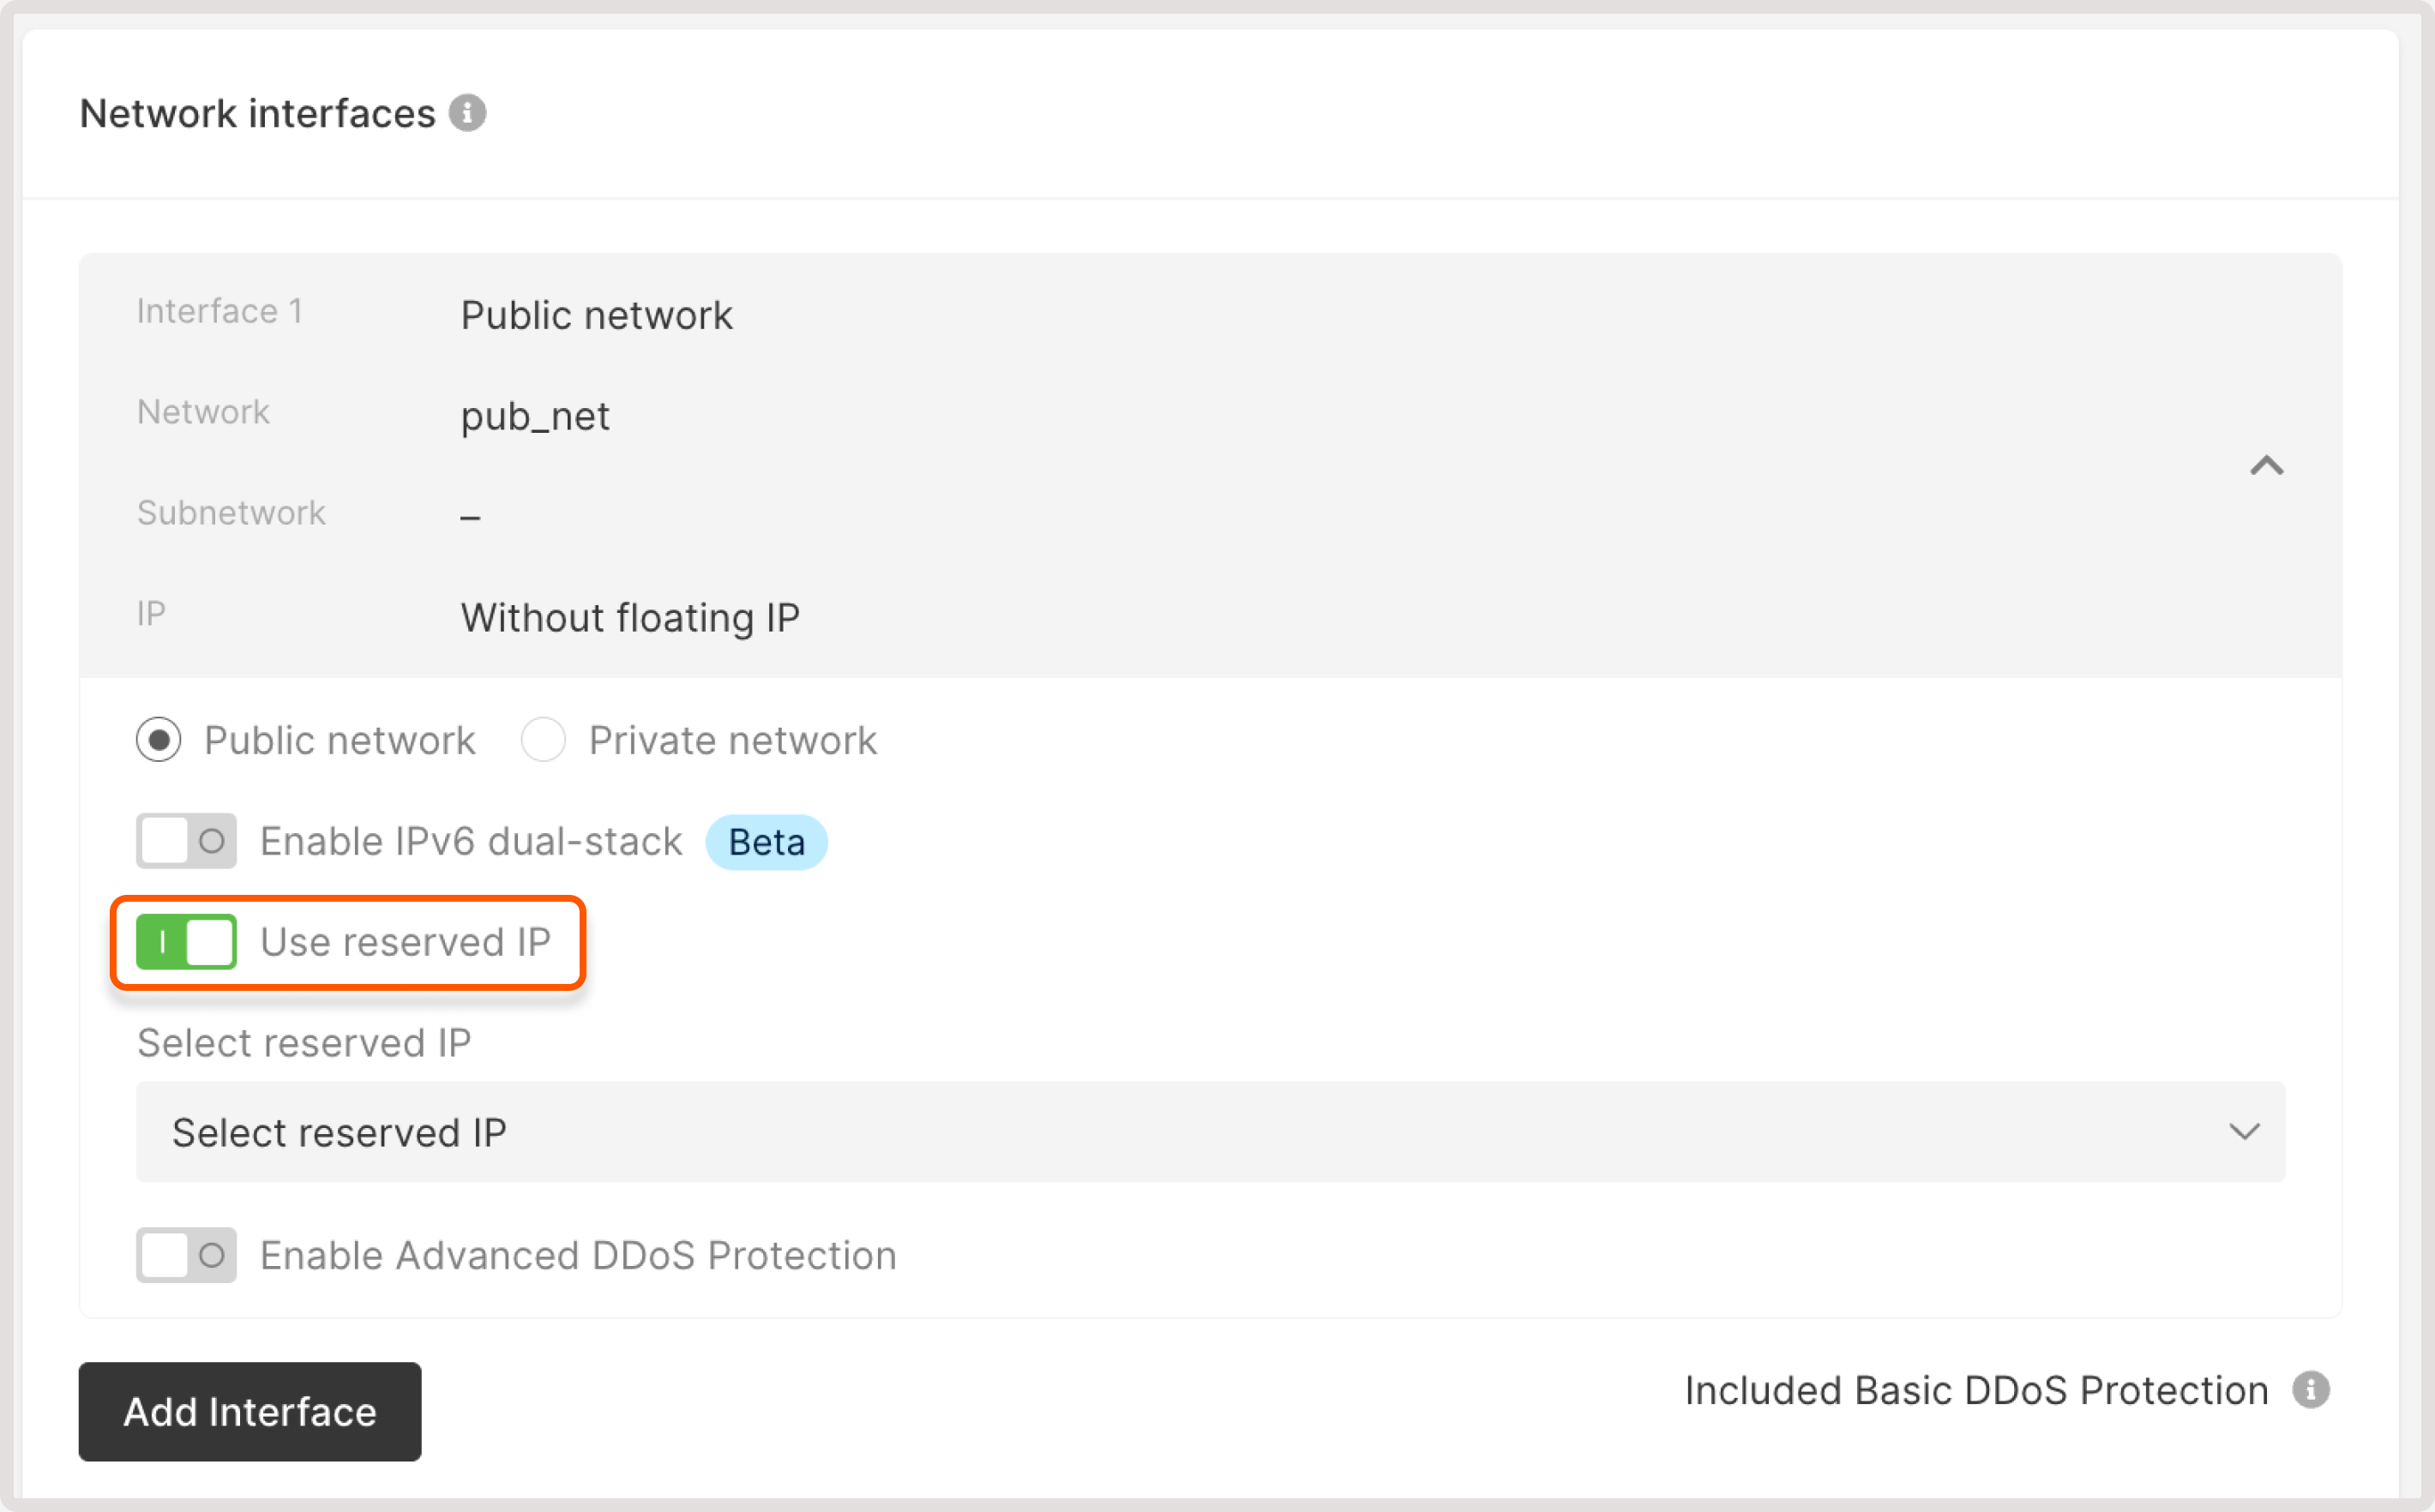 Network interfaces
Interface 1 Public network
Network pub_net
Subnetwork –
IP Without floating IP
Public network Private network
Enable IPv6 dual-stack Beta
Use reserved IP
Select reserved IP
Select reserved IP
Enable Advanced DDoS Protection
Included Basic DDoS Protection
Add Interface